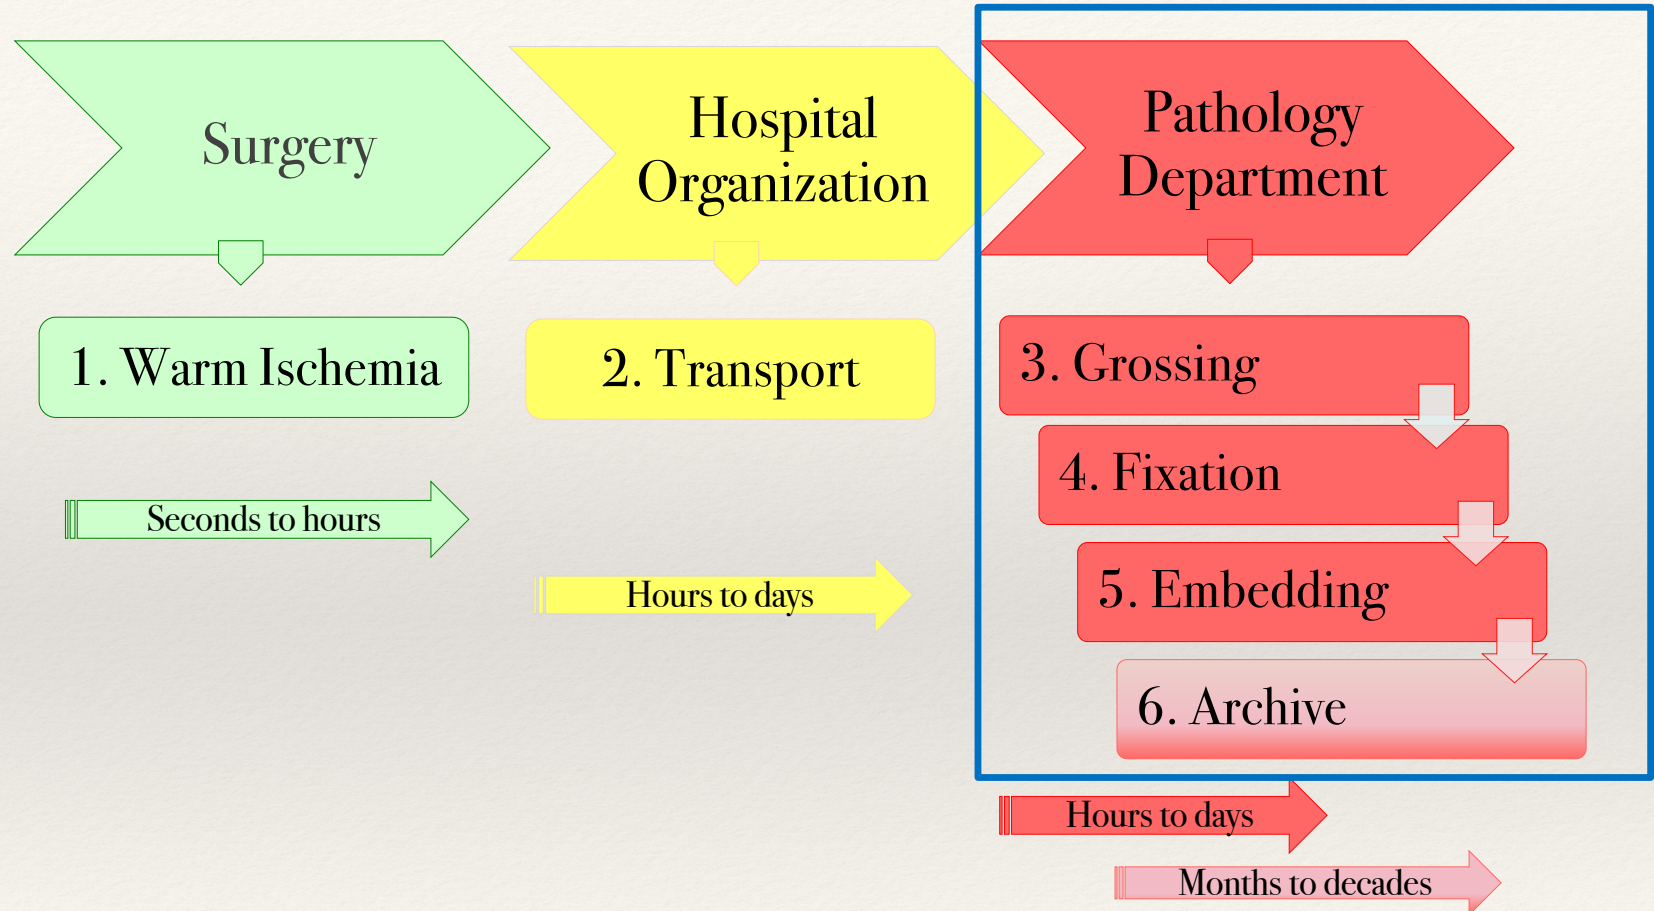 Surgery
Hospital
Organization
Pathology
Department
1. Warm Ischemia
2. Transport
3. Grossing
4. Fixation
5. Embedding
6. Archive
Seconds to hours
Hours to days
Hours to days
Months to decades